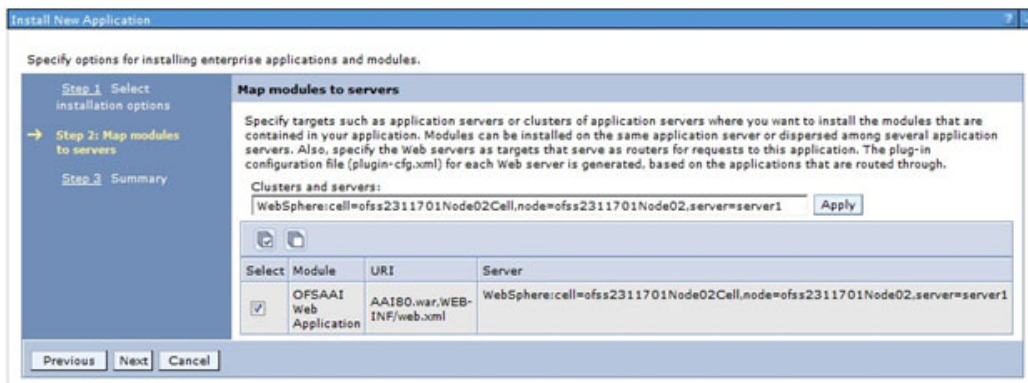 Install New Application
?
Specify options for installing enterprise applications and modules.
Step 1 Select
installation options
Step 2: Map modules
to servers
Step 3 Summary
Map modules to servers
Specify targets such as application servers or clusters of application servers where you want to install the modules that are
contained in your application. Modules can be installed on the same application server or dispersed among several application
servers. Also, specify the Web servers as targets that serve as routers for requests to this application. The plug-in
configuration file (plugin-cfg.xml) for each Web server is generated, based on the applications that are routed through.
Clusters and servers:
WebSphere:cell=ofss2311701Node02Cell,node=ofss2311701Node02,server=server1
Apply
Select Module URI Server
OFSAAI
Web
Application
AAI80.war,WEB-
INF/web.xml
WebSphere:cell=ofss2311701Node02Cell,node=ofss2311701Node02,server=server1
Previous Next Cancel